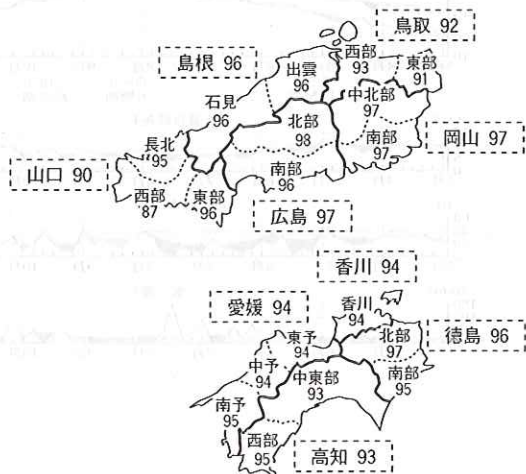 鳥取 92
西部
93
東部
91
島根 96
出雲
96
石見
96
中北部
97
北部
98
南部
97
岡山 97
長北
95
南部
96
山口 90
西部
87
東部
96
広島 97
香川 94
愛媛 94
香川
94
東予
94
北部
97
徳島 96
中予
94
中東部
93
南部
95
南予
95
西部
95
高知 93